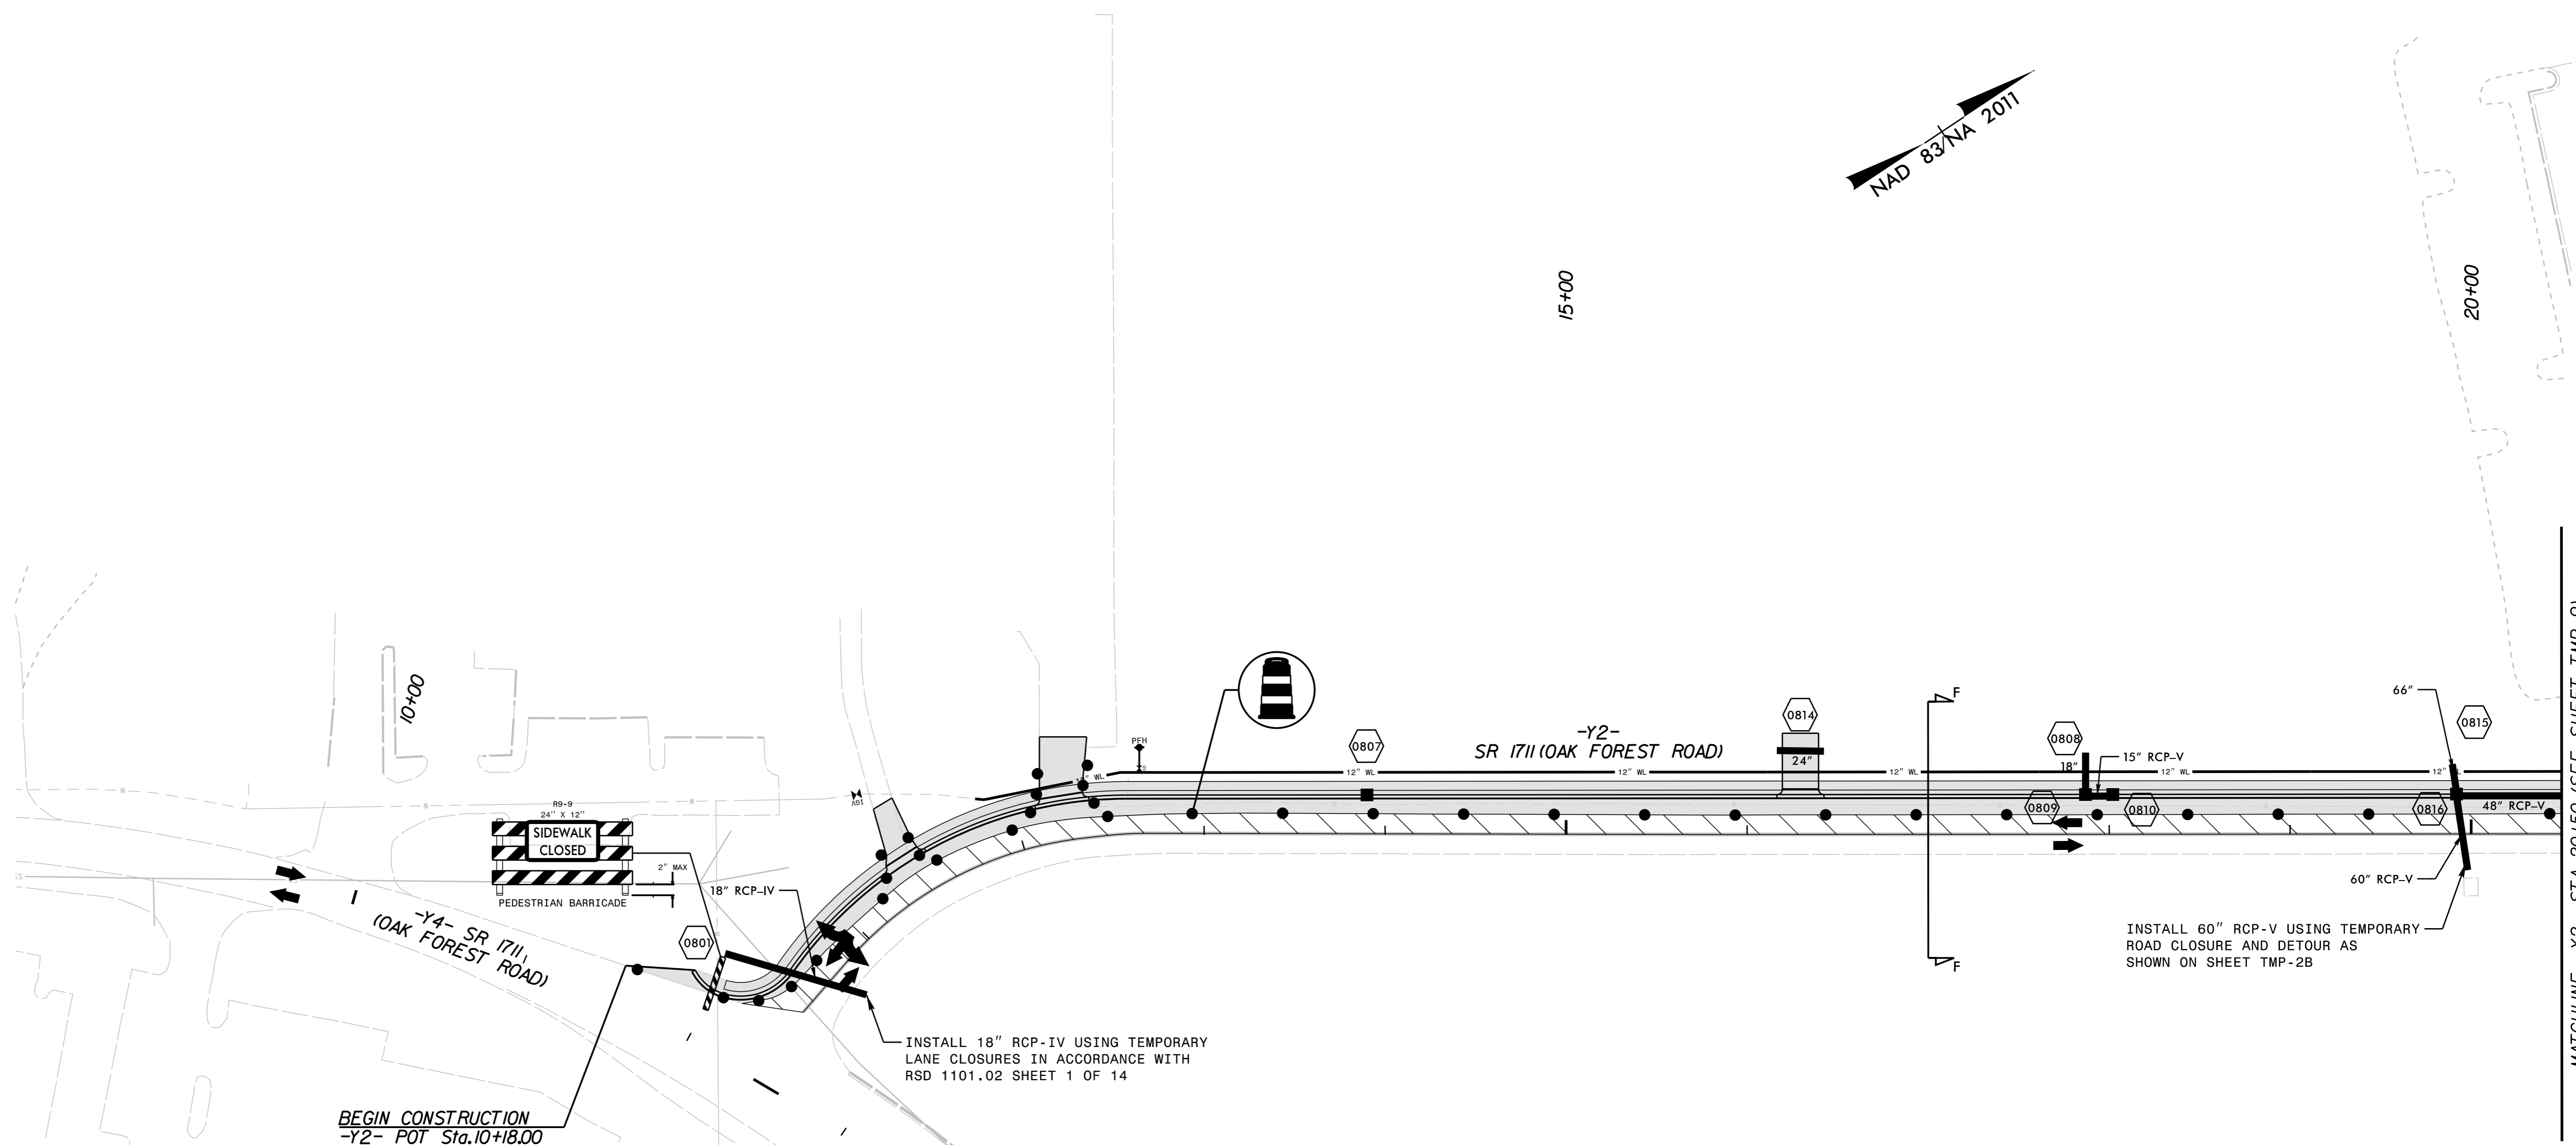 NAD 83/NA 2011
15+00
20+00
10+00
R9-9
24" X 12"
SIDEWALK
CLOSED
2" MAX
PEDESTRIAN BARRICADE
18" RCP-IV
0801
-Y4- SR 1711
(OAK FOREST ROAD)
BEGIN CONSTRUCTION
-Y2- POT Sta.10+18.00
INSTALL 18" RCP-IV USING TEMPORARY
LANE CLOSURES IN ACCORDANCE WITH
RSD 1101.02 SHEET 1 OF 14
PFH
12" WL
0807
12" WL
-Y2-
SR 1711 (OAK FOREST ROAD)
12" WL
0814
24"
12" WL
F
F
0808
18"
15" RCP-V
12" WL
0809
0810
66"
0815
0816
48" RCP-V
60" RCP-V
INSTALL 60" RCP-V USING TEMPORARY
ROAD CLOSURE AND DETOUR AS
SHOWN ON SHEET TMP-2B
W
W
W